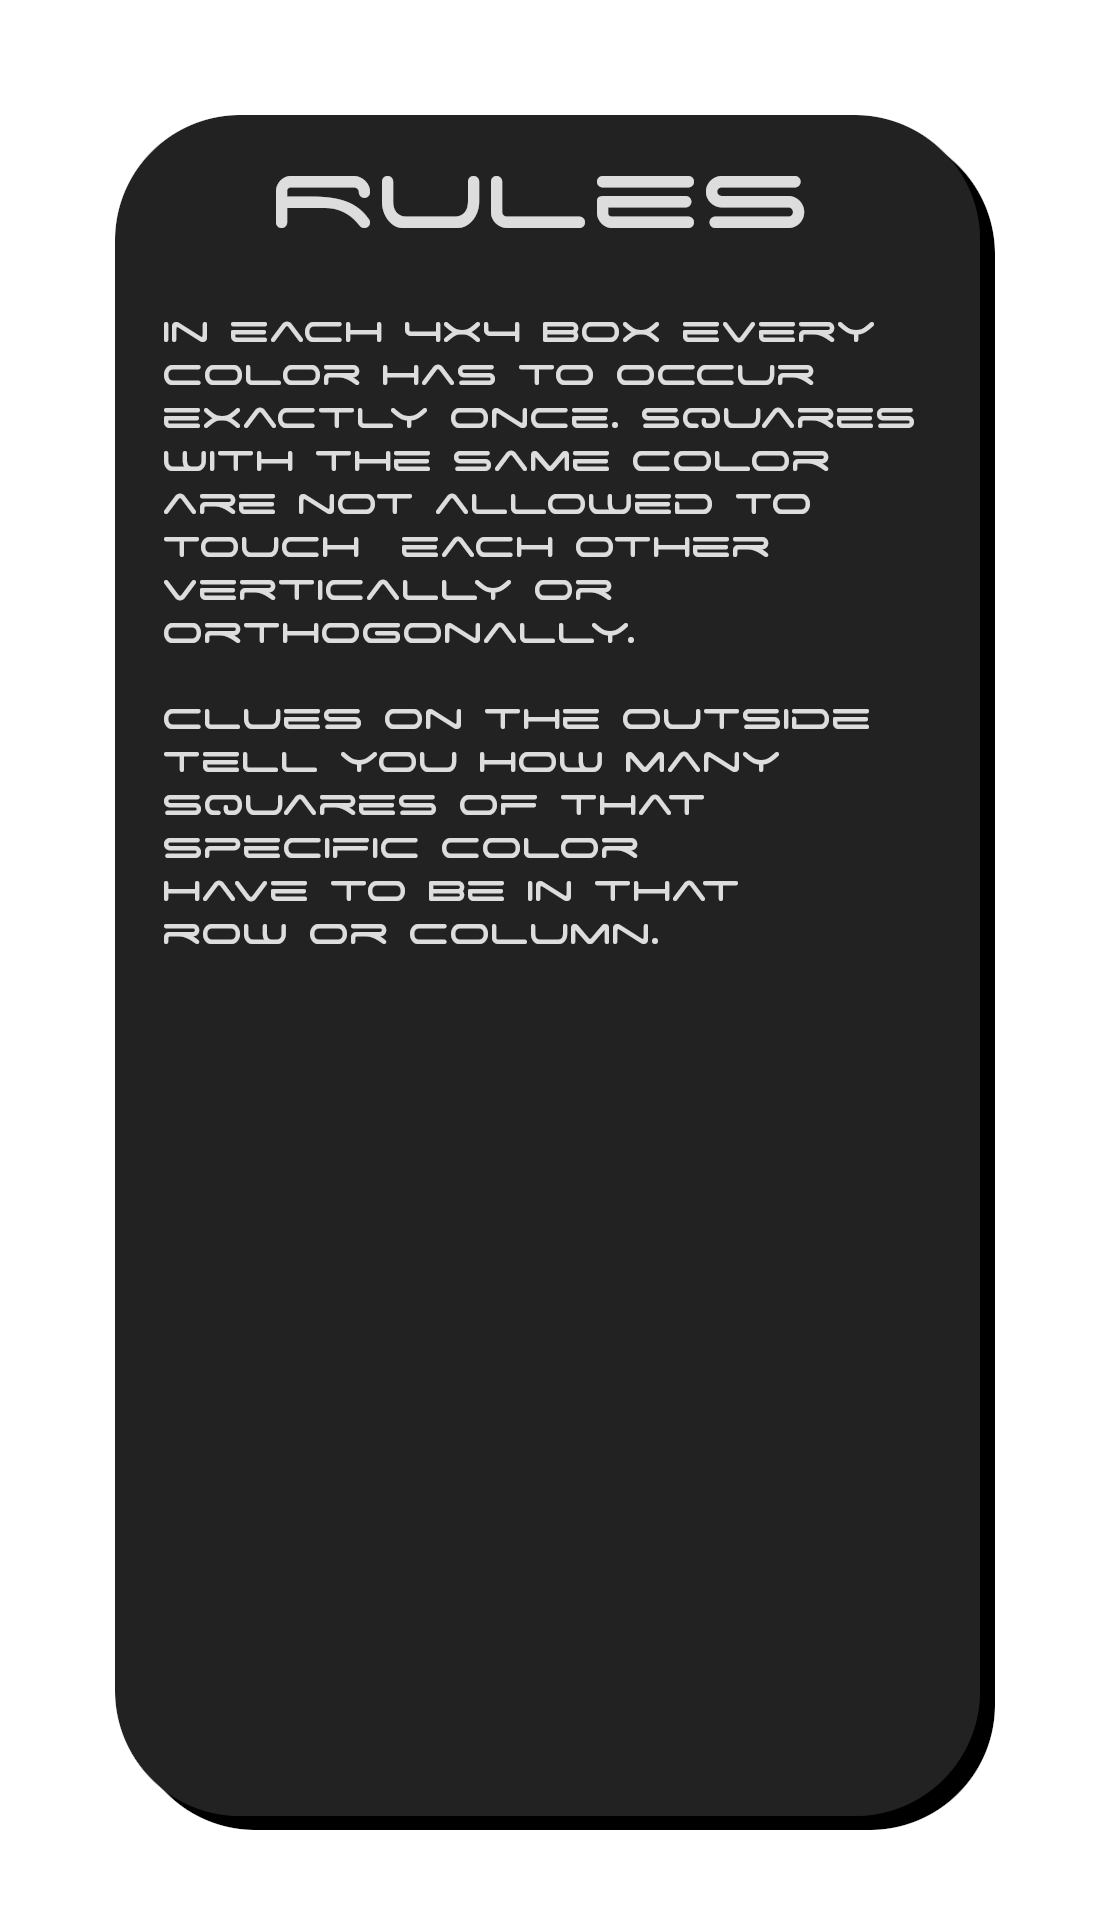 RULES
IN EACH 4X4 BOX EVERY
COLOR HAS TO OCCUR
EXACTLY ONCE. SQUARES
WITH THE SAME COLOR
ARE NOT ALLOWED TO
TOUCH  EACH OTHER
VERTICALLY OR
ORTHOGONALLY.
CLUES ON THE OUTSIDE
TELL YOU HOW MANY
SQUARES OF THAT
SPECIFIC COLOR
HAVE TO BE IN THAT
ROW OR COLUMN.